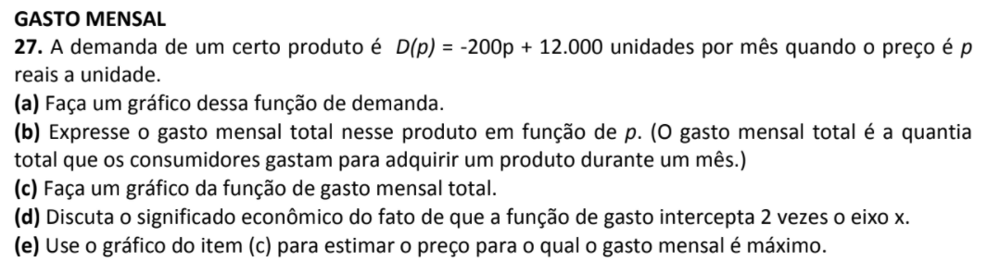 GASTO MENSAL
27. A demanda de um certo produto é D(p) = -200p + 12.000 unidades por mês quando o preço é p
reais a unidade.
(a) Faça um gráfico dessa função de demanda.
(b) Expresse o gasto mensal total nesse produto em função de p. (O gasto mensal total é a quantia
total que os consumidores gastam para adquirir um produto durante um mês.)
(c) Faça um gráfico da função de gasto mensal total.
(d) Discuta o significado econômico do fato de que a função de gasto intercepta 2 vezes o eixo x.
(e) Use o gráfico do item (c) para estimar o preço para o qual o gasto mensal é máximo.